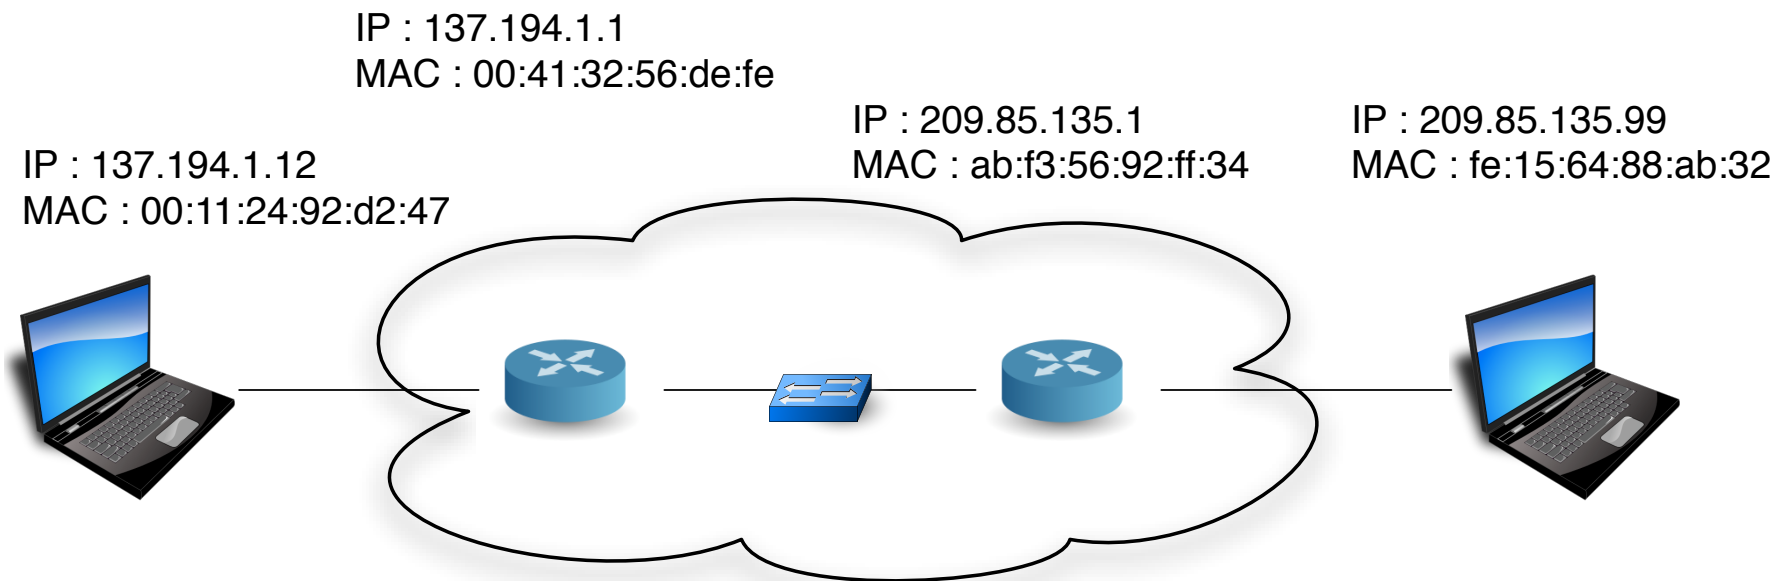 IP : 137.194.1.1
MAC : 00:41:32:56:de:fe
IP : 209.85.135.1
MAC : ab:f3:56:92:ff:34
IP : 209.85.135.99
MAC : fe:15:64:88:ab:32
IP : 137.194.1.12
MAC : 00:11:24:92:d2:47